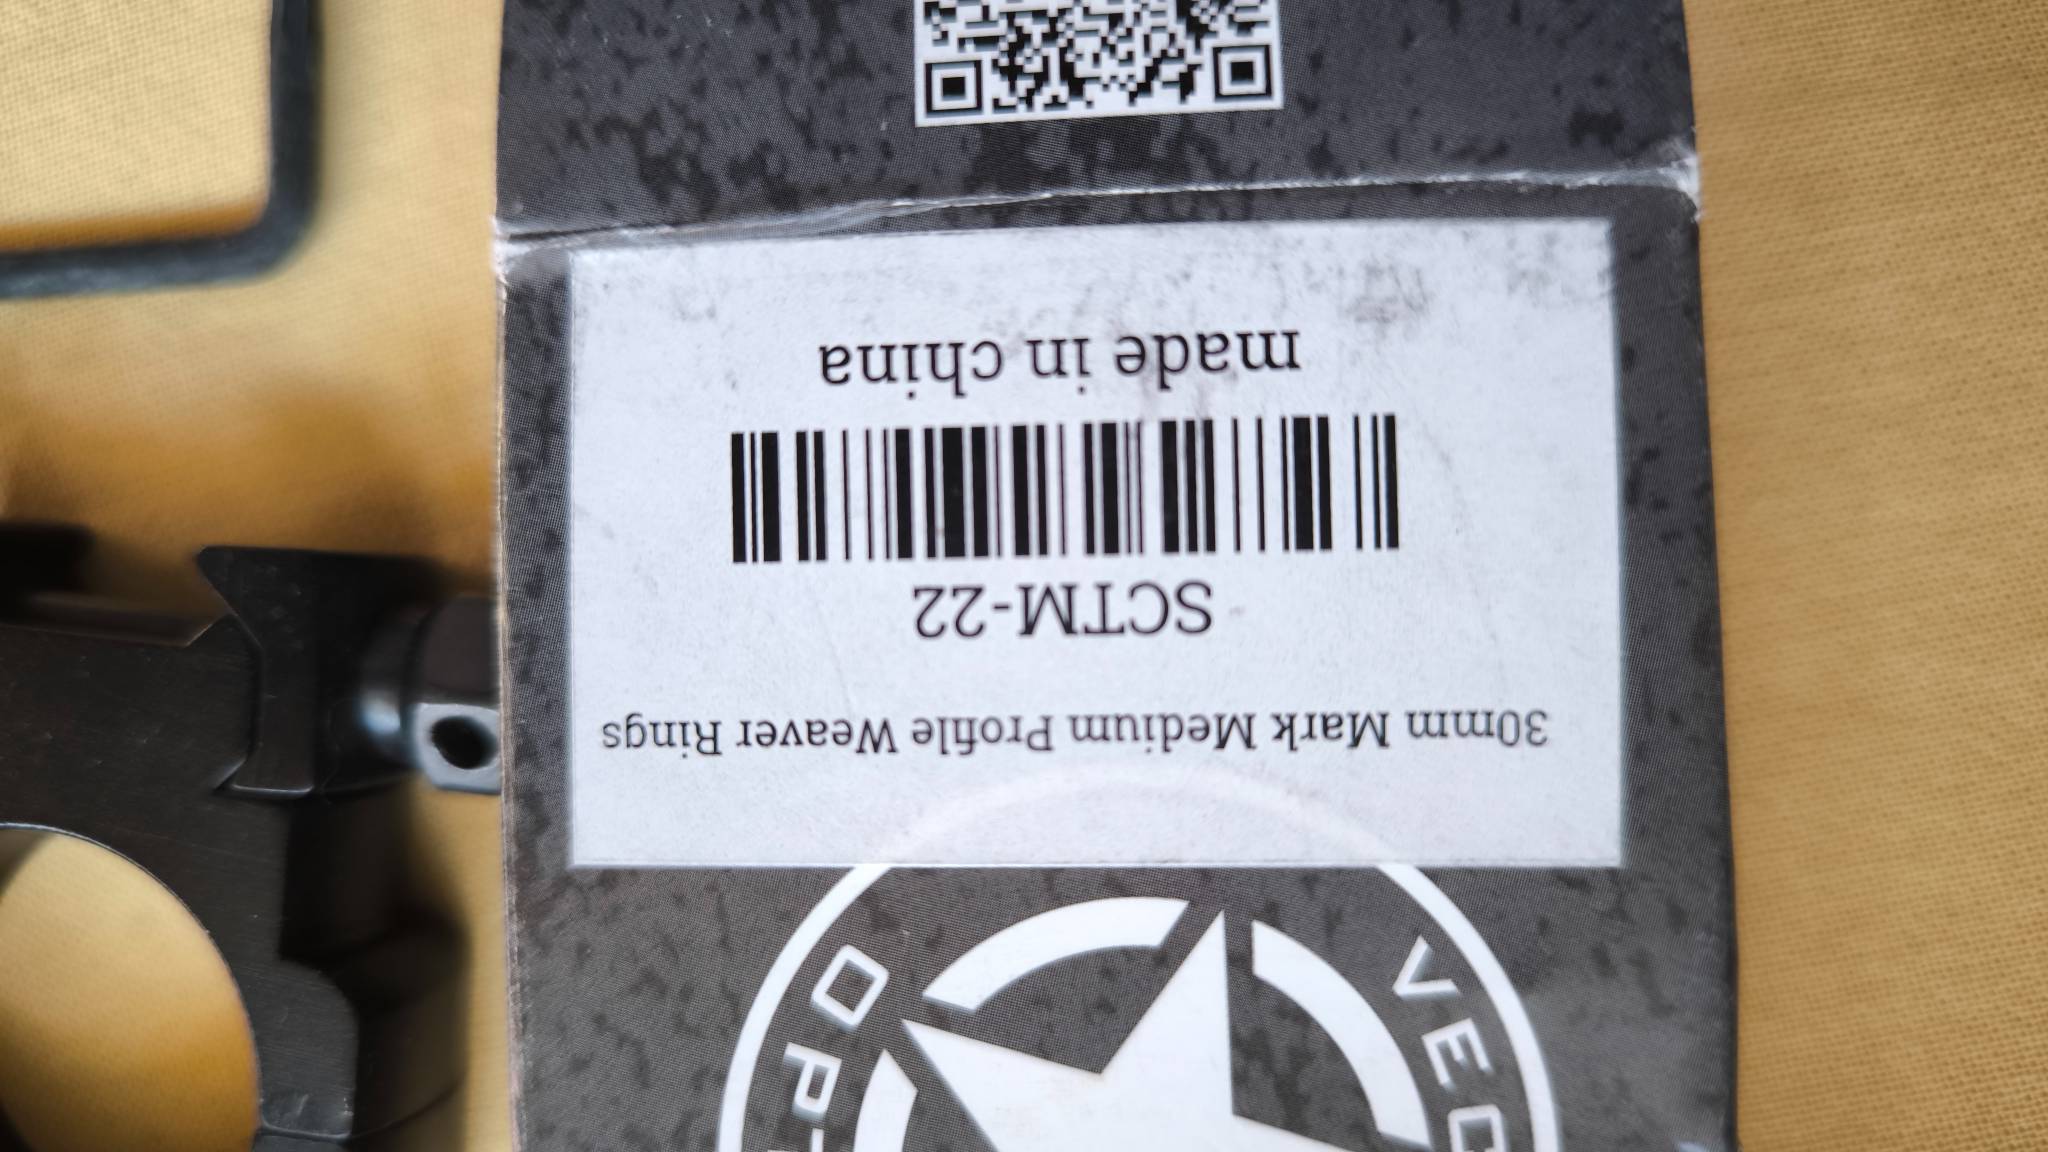 30mm Mark Medium Profile Weaver Rings
SCTM-22
made in china